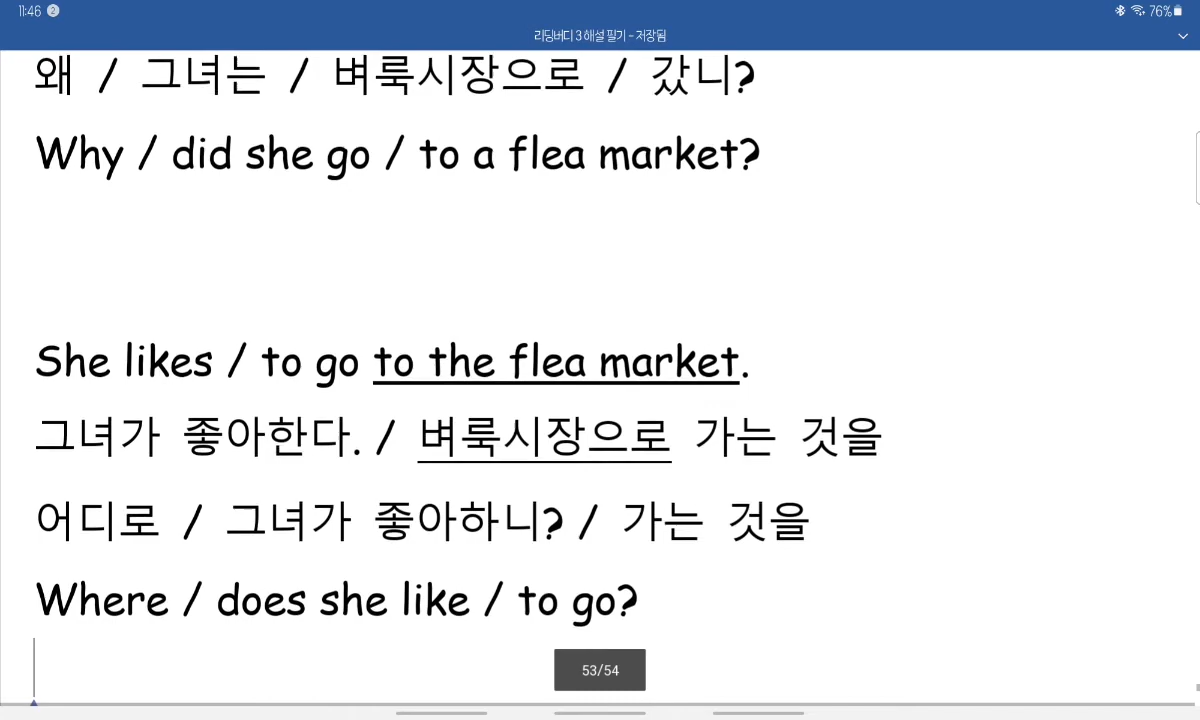 11:46 2 76%
리딩버디 3 해설 필기 - 저장됨
왜 / 그녀는 / 벼룩시장으로 / 갔니?
Why / did she go / to a flea market?
She likes / to go to the flea market.
그녀가 좋아한다. / 벼룩시장으로 가는 것을
어디로 / 그녀가 좋아하니? / 가는 것을
Where / does she like / to go?
53/54